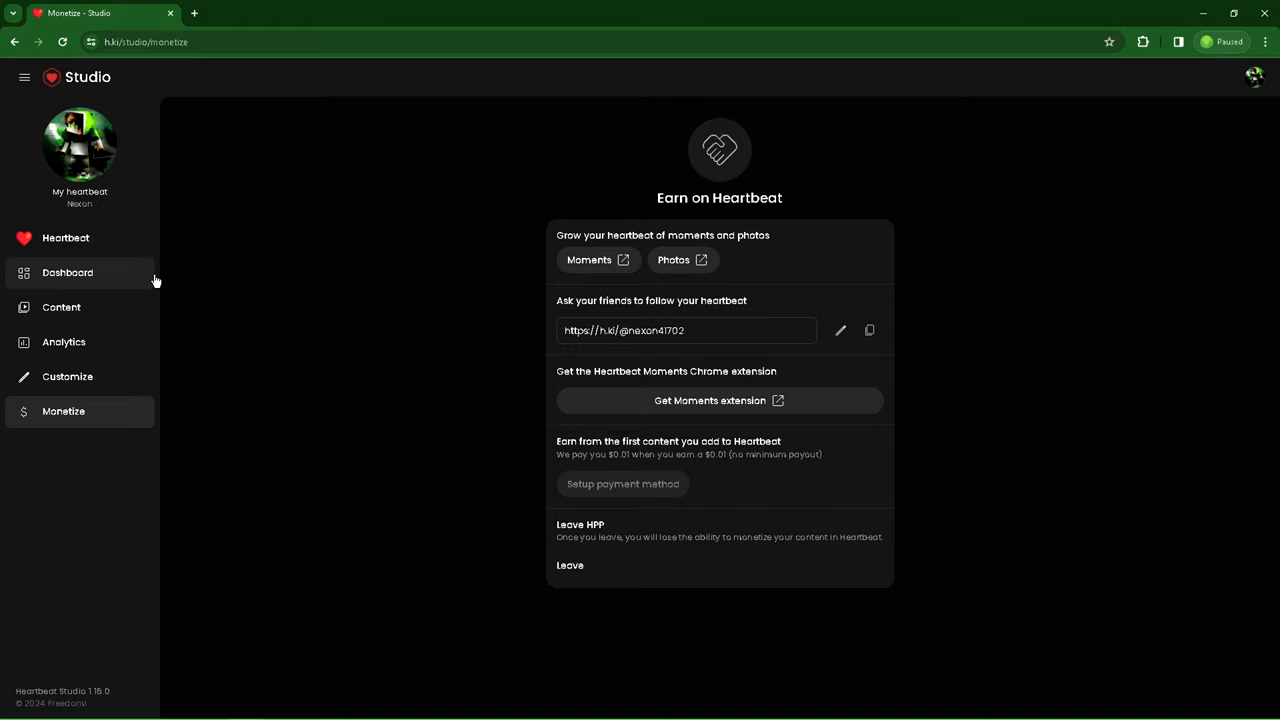 Monetize - Studio
h.ki/studio/monetize
Paused
Studio
My heartbeat
Nexon
Heartbeat
Dashboard
Content
Analytics
Customize
Monetize
Heartbeat Studio 1.16.0
© 2024 Freedom!
Earn on Heartbeat
Grow your heartbeat of moments and photos
Moments Photos
Ask your friends to follow your heartbeat
https://h.ki/@nexon41702
Get the Heartbeat Moments Chrome extension
Get Moments extension
Earn from the first content you add to Heartbeat
We pay you $0.01 when you earn a $0.01 (no minimum payout)
Setup payment method
Leave HPP
Once you leave, you will lose the ability to monetize your content in Heartbeat.
Leave